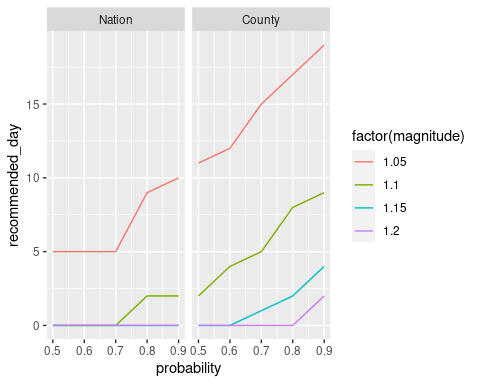 Nation County
recommended_day
15
10
5
0
0.5 0.6 0.7 0.8 0.9 0.5 0.6 0.7 0.8 0.9
probability
factor(magnitude)
1.05
1.1
1.15
1.2